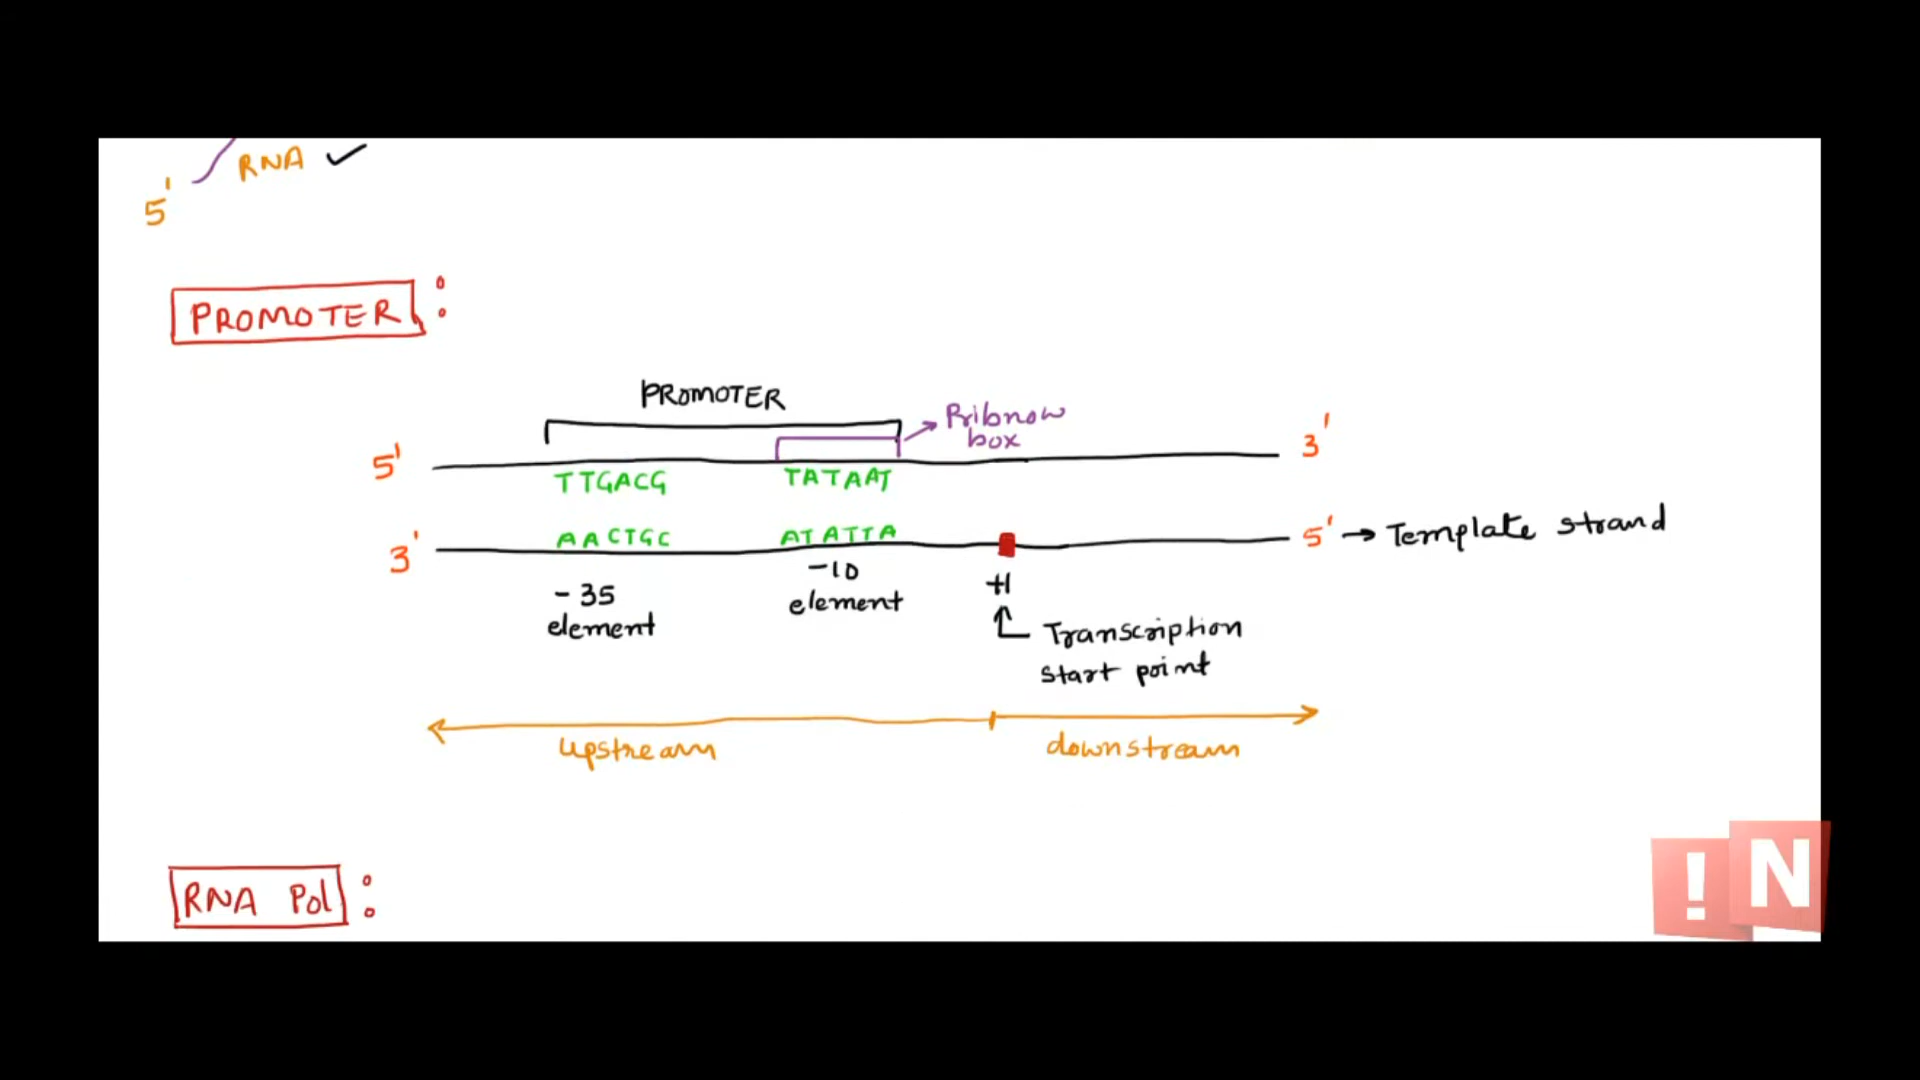 RNA ✓
5'
PROMOTER :
PROMOTER
Pribnow
box
5'
3'
TTGACG
TATAAT
AACTGC
ATATTA
3'
5' → Template strand
-35
element
-10
element
+1
Transcription
start point
upstream
downstream
RNA Pol :
!N